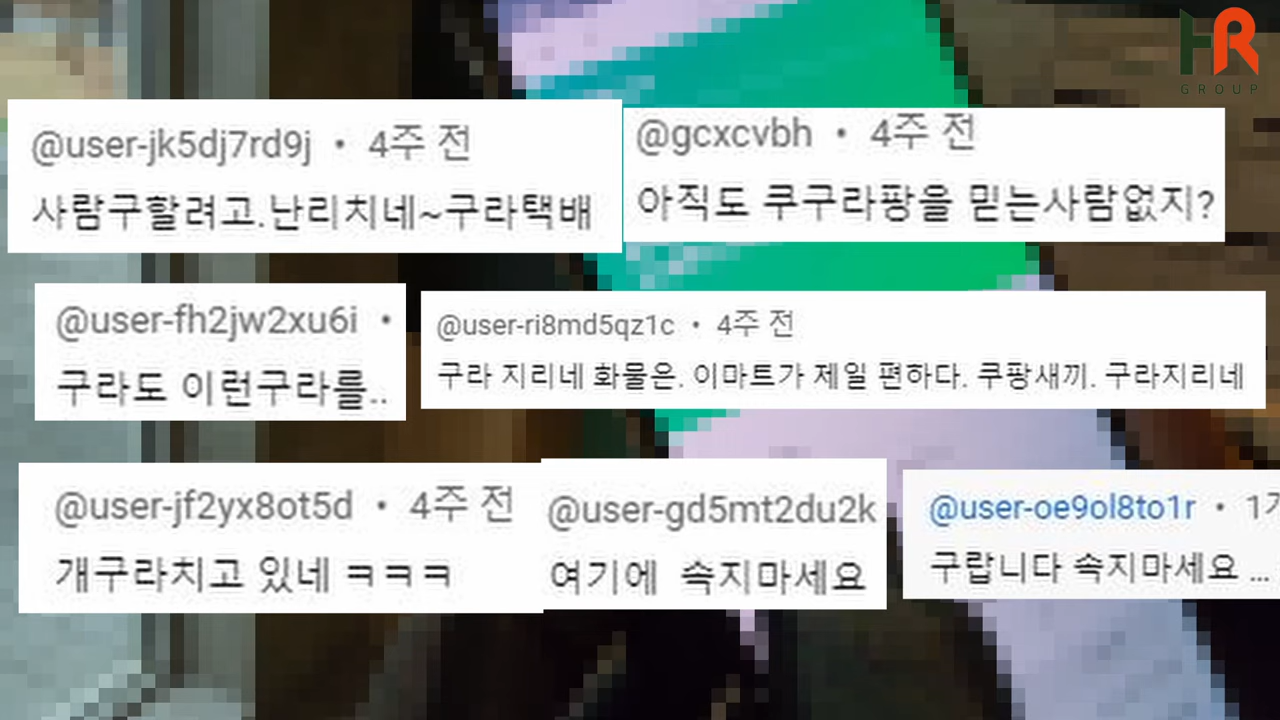 HR
GROUP
@user-jk5dj7rd9j • 4주 전
사람구할려고.난리치네~구라택배
@gcxcvbh • 4주 전
아직도 쿠구라팡을 믿는사람없지?
@user-fh2jw2xu6i •
구라도 이런구라를..
@user-ri8md5qz1c • 4주 전
구라 지리네 화물은. 이마트가 제일 편하다. 쿠팡새끼. 구라지리네
@user-jf2yx8ot5d • 4주 전
개구라치고 있네 ㅋㅋㅋ
@user-gd5mt2du2k
여기에 속지마세요
@user-oe9ol8to1r • 1
구랍니다 속지마세요 ...